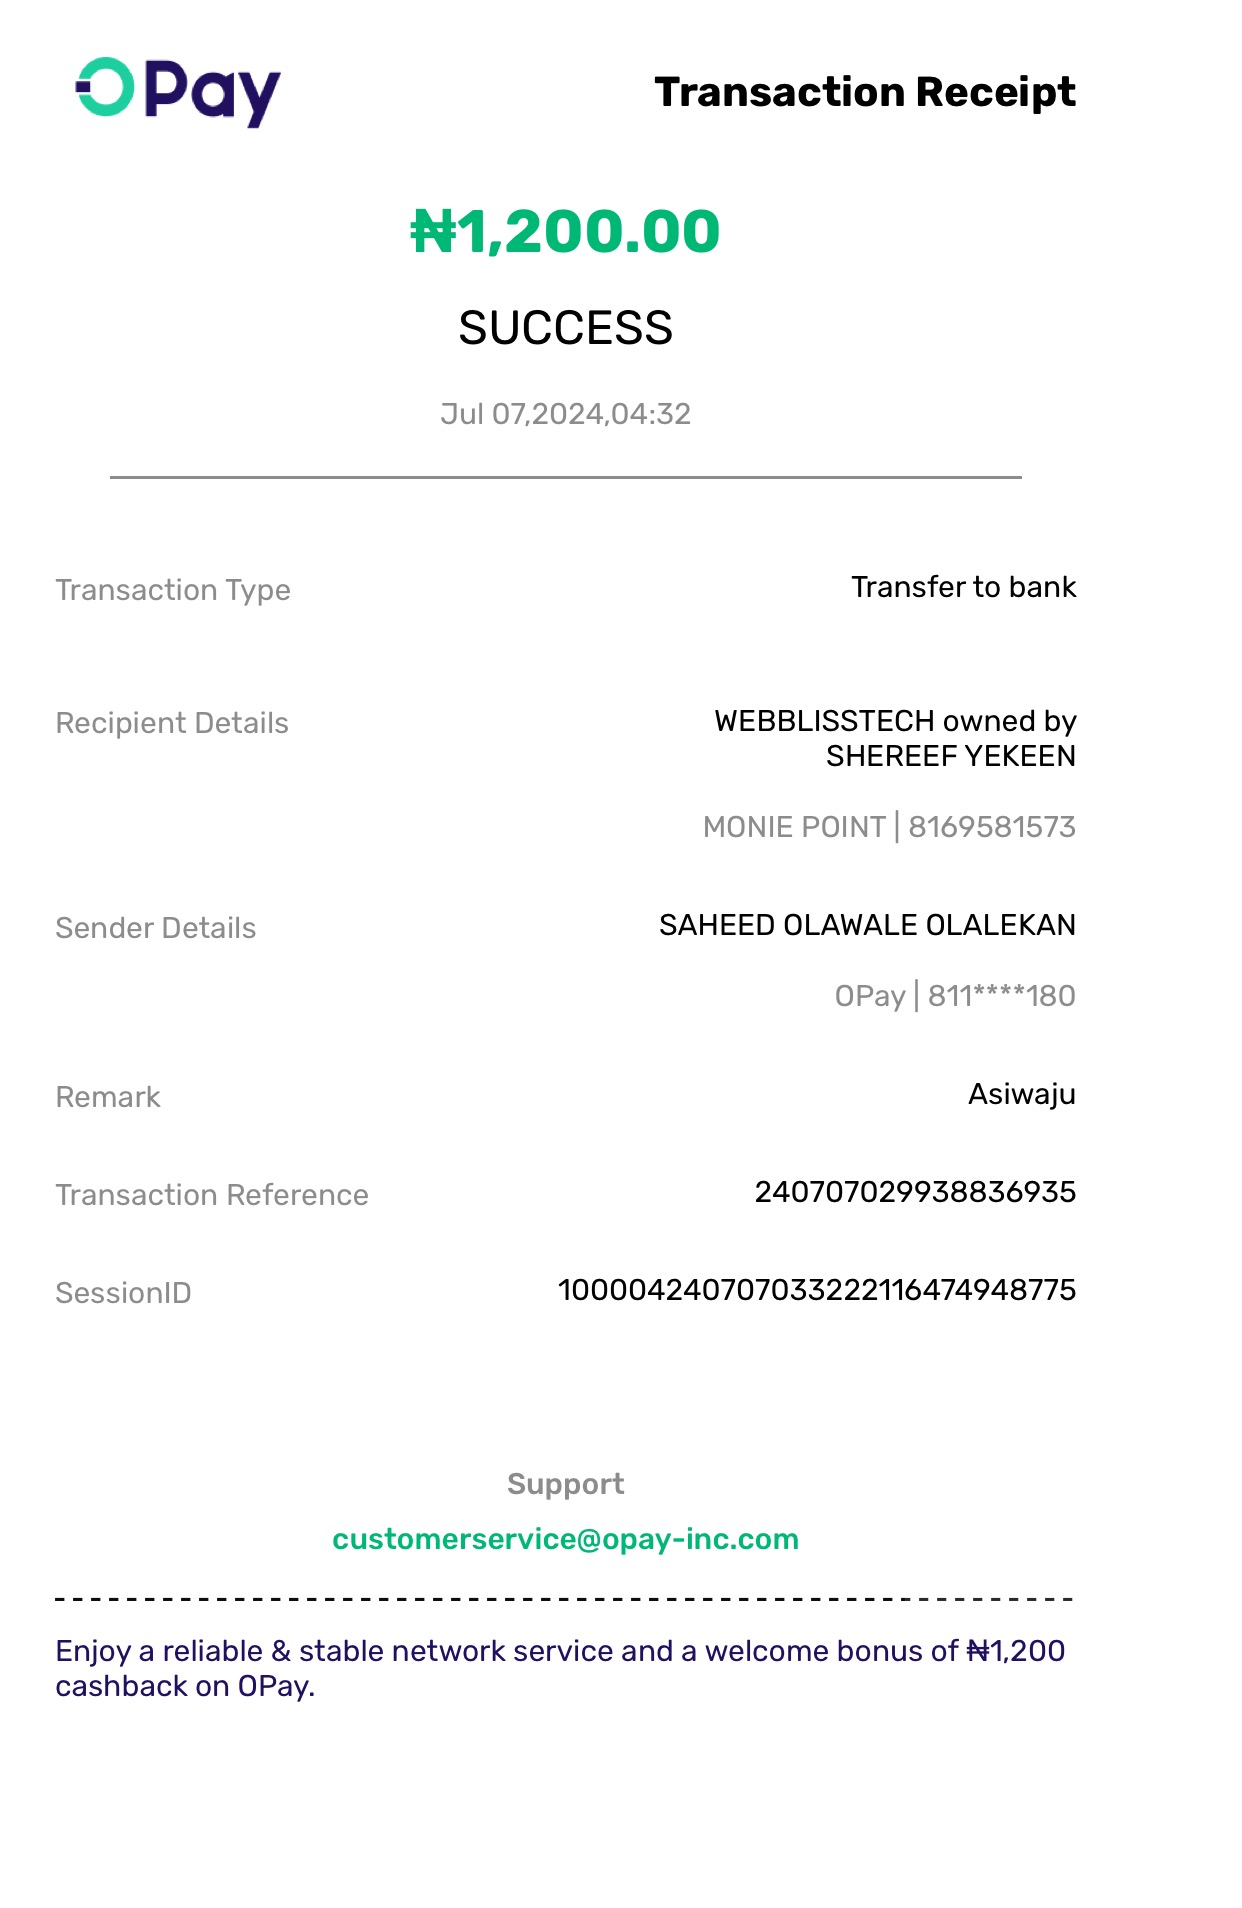 OPay
Transaction Receipt
₦1,200.00
SUCCESS
Jul 07,2024,04:32
Transaction Type
Transfer to bank
Recipient Details
WEBBLISSTECH owned by
SHEREEF YEKEEN
MONIE POINT | 8169581573
Sender Details
SAHEED OLAWALE OLALEKAN
OPay | 811****180
Remark
Asiwaju
Transaction Reference
240707029938836935
SessionID
100004240707033222116474948775
Support
customerservice@opay-inc.com
Enjoy a reliable & stable network service and a welcome bonus of ₦1,200
cashback on OPay.